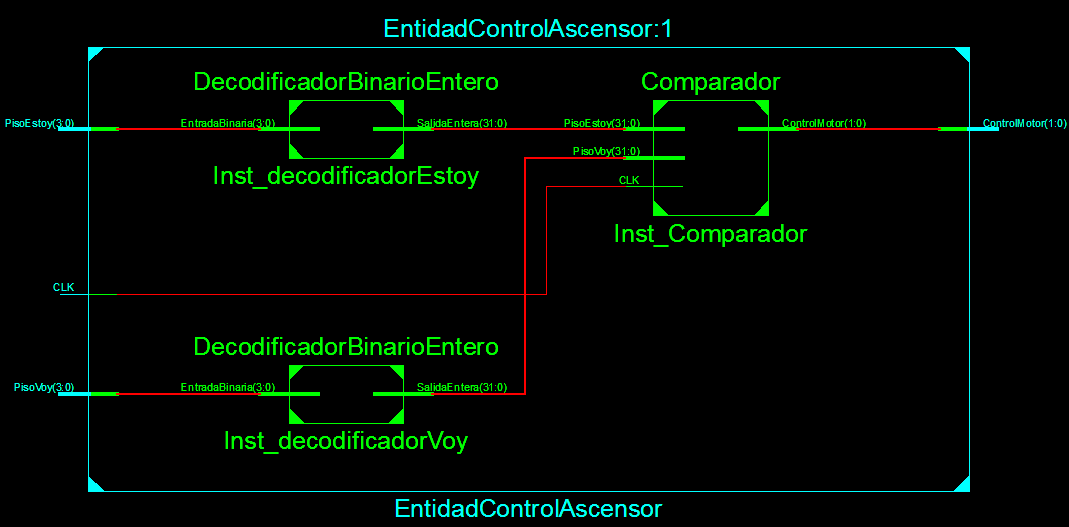 EntidadControlAscensor:1
DecodificadorBinarioEntero
Comparador
PisoEstoy(3:0)
EntradaBinaria(3:0)
SalidaEntera(31:0)
PisoEstoy(31:0)
ControlMotor(1:0)
ControlMotor(1:0)
PisoVoy(31:0)
CLK
Inst_decodificadorEstoy
Inst_Comparador
CLK
DecodificadorBinarioEntero
PisoVoy(3:0)
EntradaBinaria(3:0)
SalidaEntera(31:0)
Inst_decodificadorVoy
EntidadControlAscensor